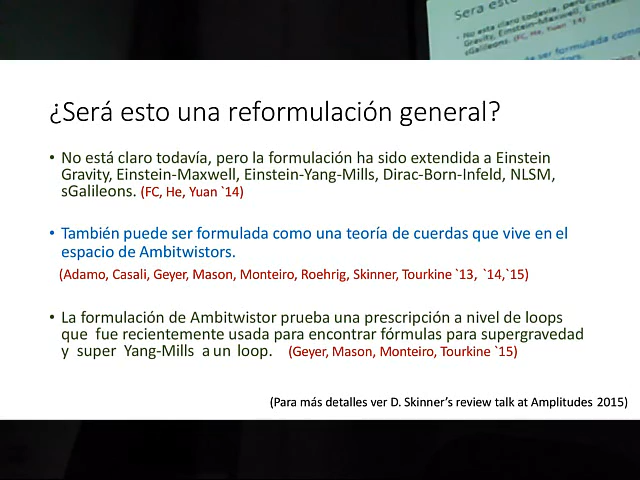 ¿Será esto una reformulación general?
• No está claro todavía, pero la formulación ha sido extendida a Einstein
Gravity, Einstein-Maxwell, Einstein-Yang-Mills, Dirac-Born-Infeld, NLSM,
sGalileons. (FC, He, Yuan `14)
• También puede ser formulada como una teoría de cuerdas que vive en el
espacio de Ambitwistors.
(Adamo, Casali, Geyer, Mason, Monteiro, Roehrig, Skinner, Tourkine `13, `14,`15)
• La formulación de Ambitwistor prueba una prescripción a nivel de loops
que fue recientemente usada para encontrar fórmulas para supergravedad
y super Yang-Mills a un loop. (Geyer, Mason, Monteiro, Tourkine `15)
(Para más detalles ver D. Skinner’s review talk at Amplitudes 2015)